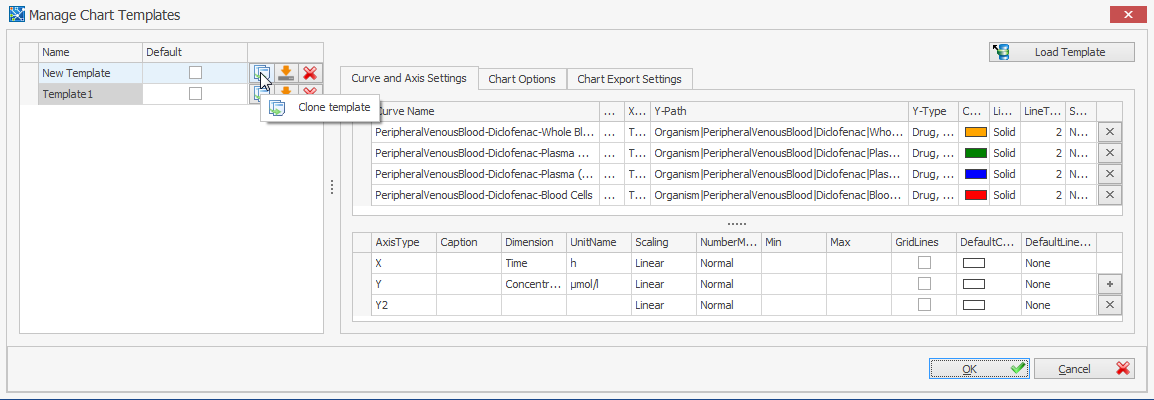 Manage Chart Templates
Name Default
New Template
Template1
Clone template
Load Template
Curve and Axis Settings Chart Options Chart Export Settings
Curve Name ... X... Y-Path Y-Type C... Li... LineT... S...
PeripheralVenousBlood-Diclofenac-Whole Bl... ... T... Organism|PeripheralVenousBlood|Diclofenac|Who... Drug, ... Solid 2 N...
PeripheralVenousBlood-Diclofenac-Plasma ... ... T... Organism|PeripheralVenousBlood|Diclofenac|Plas... Drug, ... Solid 2 N...
PeripheralVenousBlood-Diclofenac-Plasma (... ... T... Organism|PeripheralVenousBlood|Diclofenac|Plas... Drug, ... Solid 2 N...
PeripheralVenousBlood-Diclofenac-Blood Cells ... T... Organism|PeripheralVenousBlood|Diclofenac|Bloo... Drug, ... Solid 2 N...
AxisType Caption Dimension UnitName Scaling NumberM... Min Max GridLines DefaultC... DefaultLine...
X Time h Linear Normal None
Y Concentr... µmol/l Linear Normal None
Y2 Linear Normal None
OK Cancel